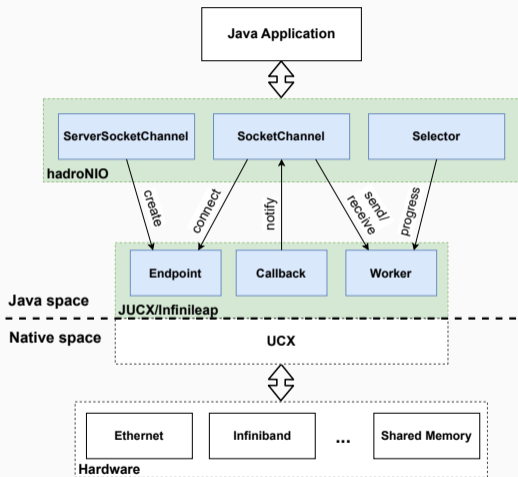 Java Application
ServerSocketChannel
SocketChannel
Selector
hadroNIO
create
connect
notify
send/
receive
progress
Endpoint
Callback
Worker
Java space
JUCX/Infinileap
Native space
UCX
Ethernet
Infiniband
...
Shared Memory
Hardware